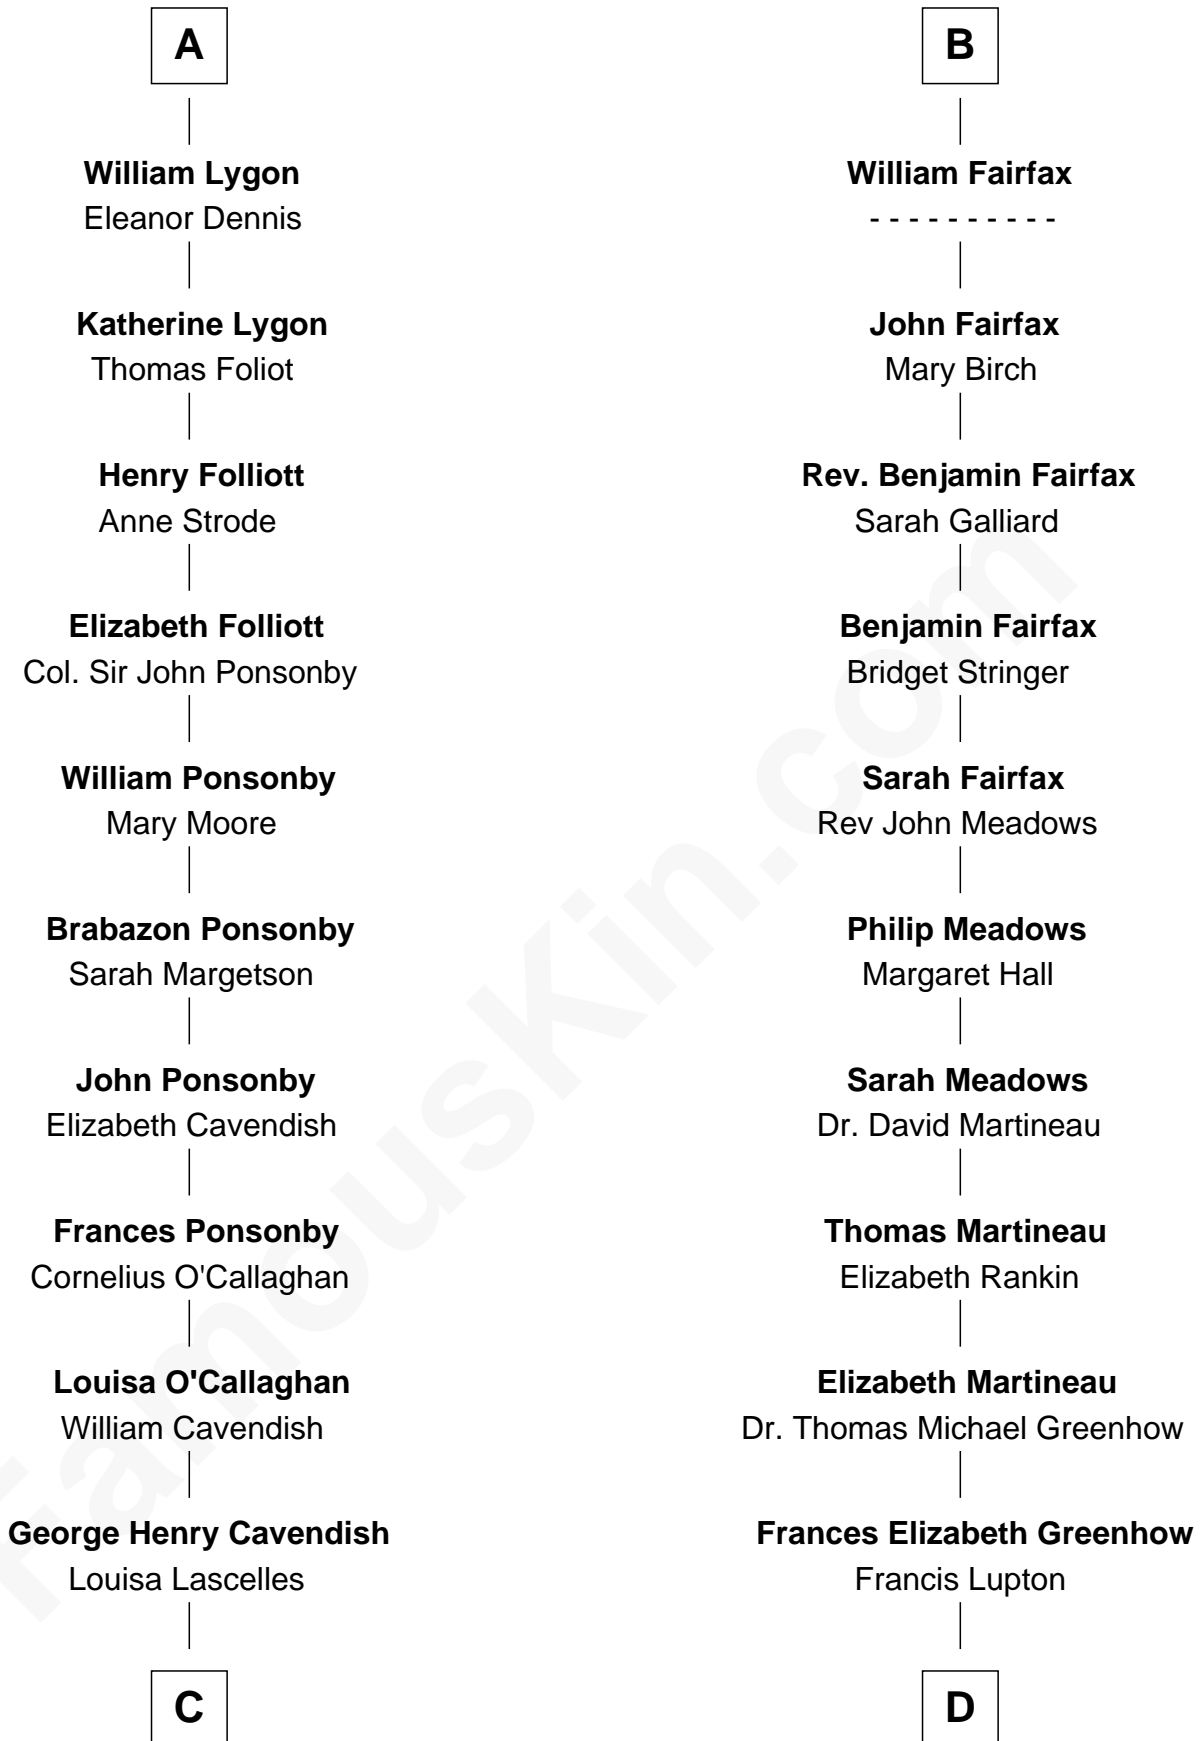 A
William Lygon
Eleanor Dennis
Katherine Lygon
Thomas Foliot
Henry Folliott
Anne Strode
Elizabeth Folliott
Col. Sir John Ponsonby
William Ponsonby
Mary Moore
Brabazon Ponsonby
Sarah Margetson
John Ponsonby
Elizabeth Cavendish
Frances Ponsonby
Cornelius O'Callaghan
Louisa O'Callaghan
William Cavendish
George Henry Cavendish
Louisa Lascelles
C
B
William Fairfax
- - - - - - - - - -
John Fairfax
Mary Birch
Rev. Benjamin Fairfax
Sarah Galliard
Benjamin Fairfax
Bridget Stringer
Sarah Fairfax
Rev John Meadows
Philip Meadows
Margaret Hall
Sarah Meadows
Dr. David Martineau
Thomas Martineau
Elizabeth Rankin
Elizabeth Martineau
Dr. Thomas Michael Greenhow
Frances Elizabeth Greenhow
Francis Lupton
D
FamousKin.com